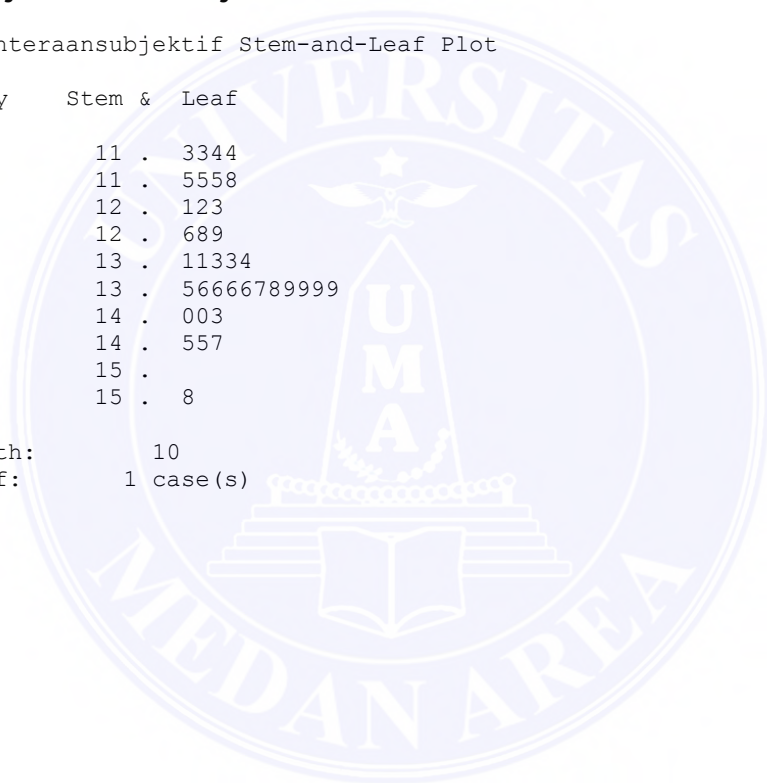 nteraansubjektif Stem-and-Leaf Plot
y Stem & Leaf
11 . 3344
11 . 5558
12 . 123
12 . 689
13 . 11334
13 . 56666789999
14 . 003
14 . 557
15 .
15 . 8
th: 10
f: 1 case(s)
UNIVERSITAS
UMA
MEDAN AREA